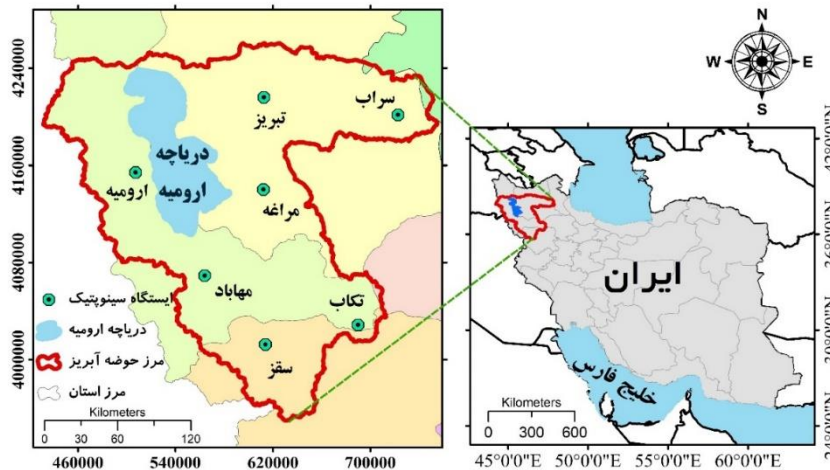 4240000
4160000
4080000
4000000
460000
540000
620000
700000
سراب
تبریز
دریاچه
ارومیه
ارومیه
مراغه
مهاباد
تکاب
سقز
ایستگاه سینوپتیک
دریاچه ارومیه
مرز حوضه آبریز
مرز استان
Kilometers
0 30 60 120
N
W E
S
ایران
خلیج فارس
Kilometers
0 300 600
45°0'0"E 50°0'0"E 55°0'0"E 60°0'0"E